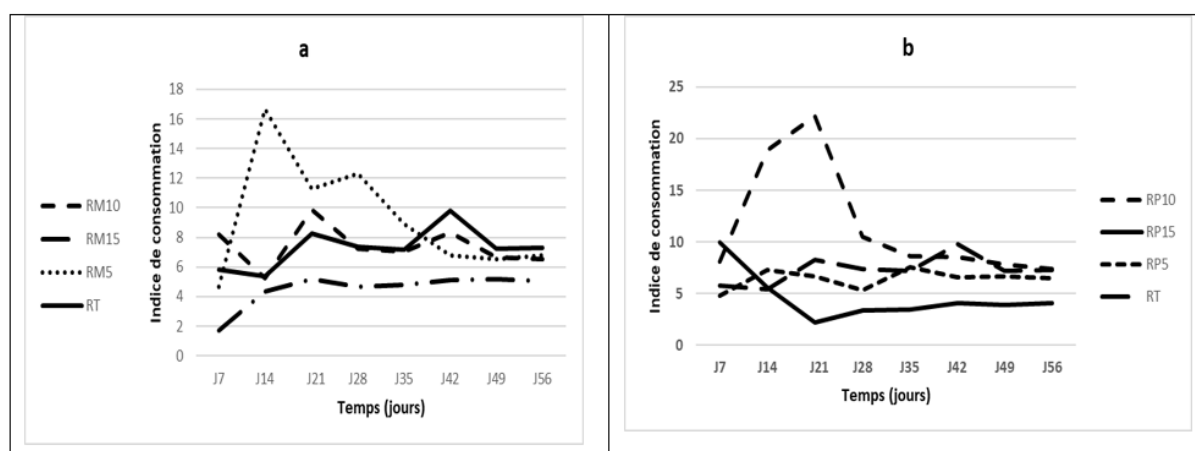 a
18
16
14
12
10
8
6
4
2
0
Indice de consommation
J7 J14 J21 J28 J35 J42 J49 J56
Temps (jours)
RM10
RM15
RM5
RT
b
25
20
15
10
5
0
Indice de consommation
J7 J14 J21 J28 J35 J42 J49 J56
Temps (jours)
RP10
RP15
RP5
RT